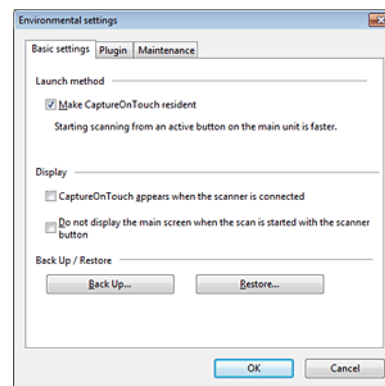 Environmental settings
Basic settings Plugin Maintenance
Launch method
Make CaptureOnTouch resident
Starting scanning from an active button on the main unit is faster.
Display
CaptureOnTouch appears when the scanner is connected
Do not display the main screen when the scan is started with the scanner
button
Back Up / Restore
Back Up... Restore...
OK Cancel